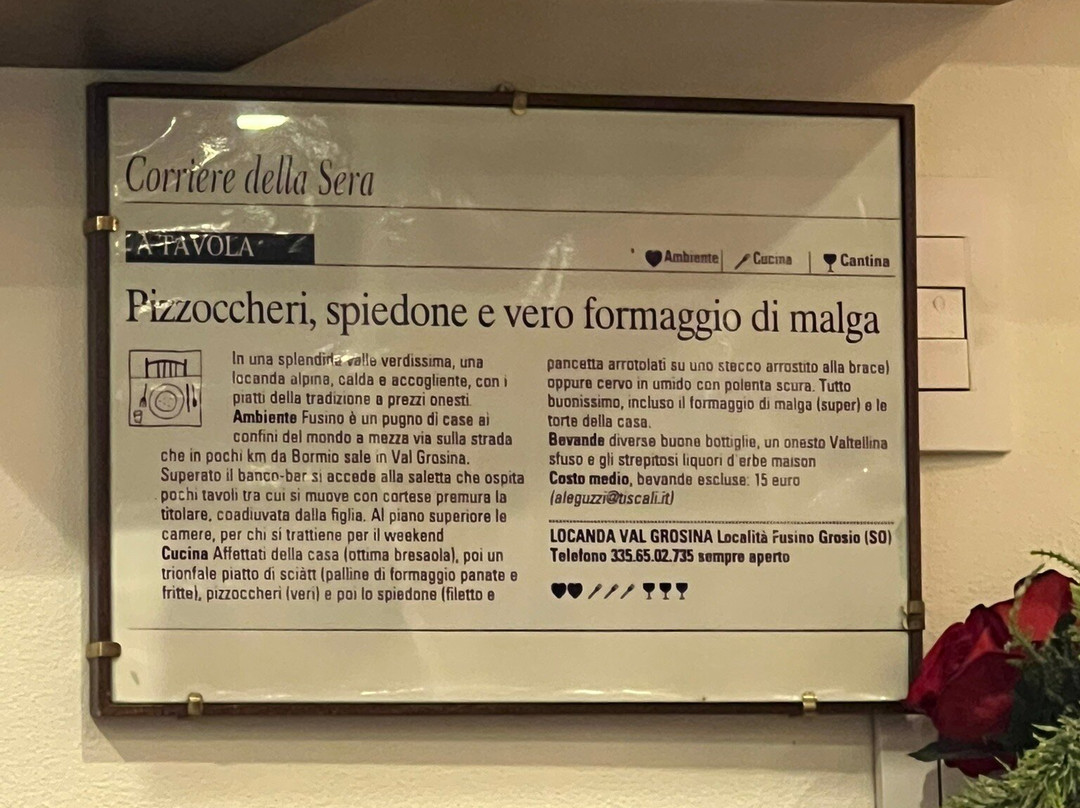 Corriere della Sera
A TAVOLA
Ambiente Cucina Cantina
Pizzoccheri, spiedone e vero formaggio di malga
In una splendida valle verdissima, una
locanda alpina, calda e accogliente, con i
piatti della tradizione a prezzi onesti.
Ambiente Fusino è un pugno di case ai
confini del mondo a mezza via sulla strada
che in pochi km da Bormio sale in Val Grosina.
Superato il banco-bar si accede alla saletta che ospita
pochi tavoli tra cui si muove con cortese premura la
titolare, coadiuvata dalla figlia. Al piano superiore le
camere, per chi si trattiene per il weekend
Cucina Affettati della casa (ottima bresaola), poi un
trionfale piatto di sciàtt (palline di formaggio panate e
fritte), pizzoccheri (veri) e poi lo spiedone (filetto e
pancetta arrotolati su uno stecco arrostito alla brace)
oppure cervo in umido con polenta scura. Tutto
buonissimo, incluso il formaggio di malga (super) e le
torte della casa.
Bevande diverse buone bottiglie, un onesto Valtellina
sfuso e gli strepitosi liquori d'erbe maison
Costo medio, bevande escluse: 15 euro
(aleguzzi@tiscali.it)
LOCANDA VAL GROSINA Località Fusino Grosio (SO)
Telefono 335.65.02.735 sempre aperto